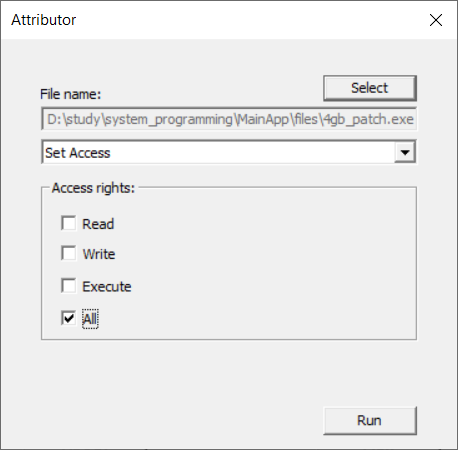 Attributor
Select
File name:
D:\study\system_programming\MainApp\files\4gb_patch.exe
Set Access
Access rights:
Read
Write
Execute
All
Run